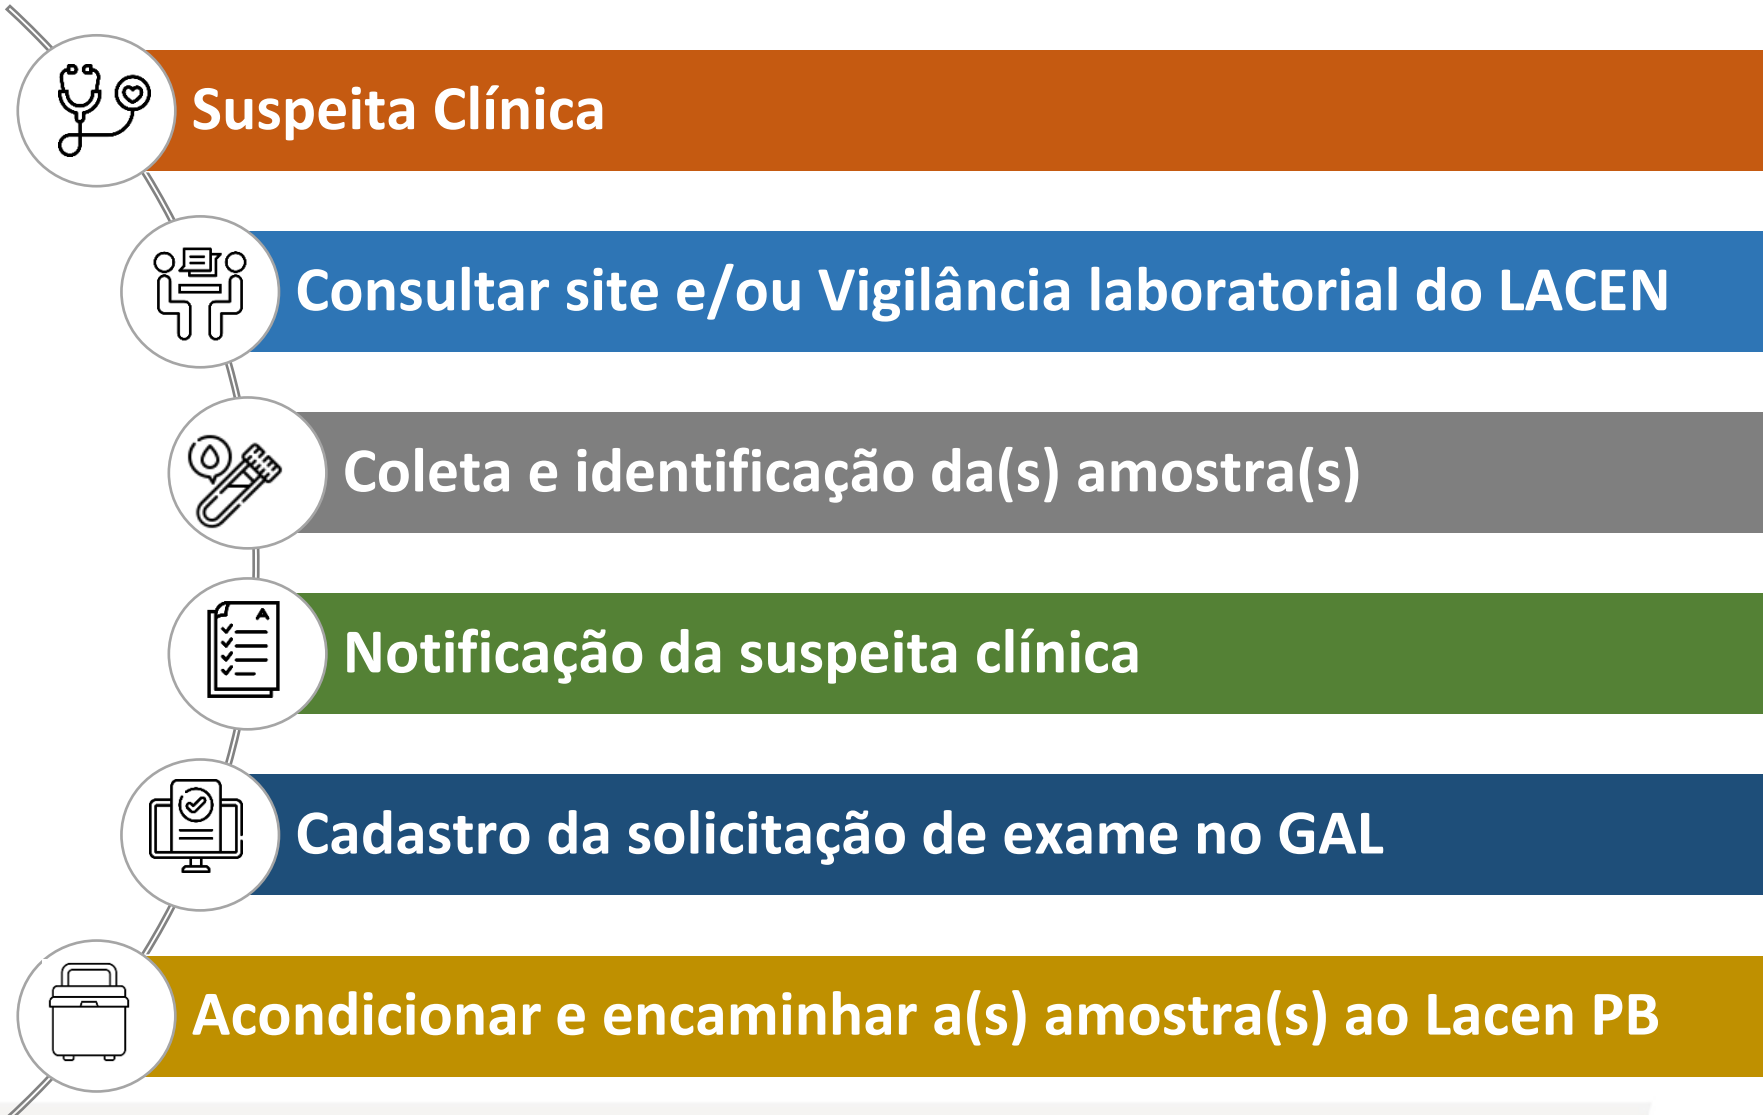 Suspeita Clínica
Consultar site e/ou Vigilância laboratorial do LACEN
Coleta e identificação da(s) amostra(s)
Notificação da suspeita clínica
Cadastro da solicitação de exame no GAL
Acondicionar e encaminhar a(s) amostra(s) ao Lacen PB